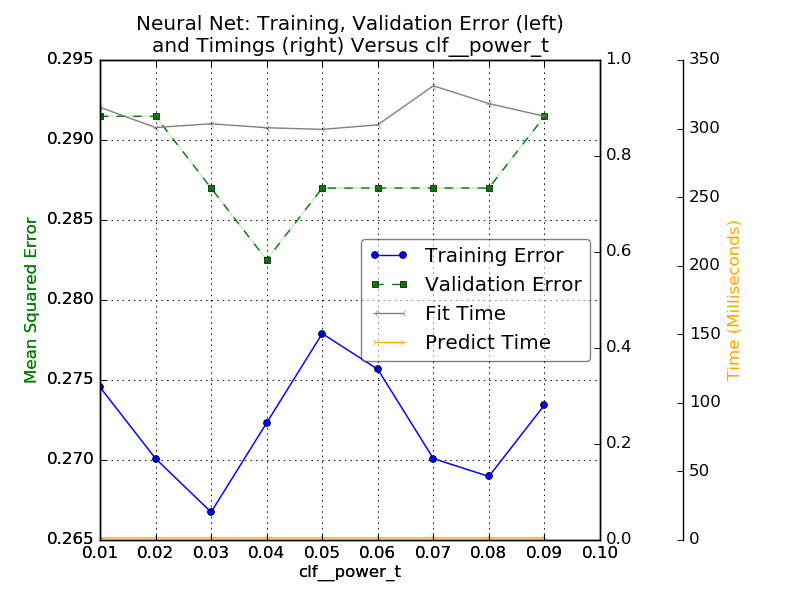 Neural Net: Training, Validation Error (left)
and Timings (right) Versus clf__power_t
0.295
0.290
0.285
0.280
0.275
0.270
0.265
Mean Squared Error
0.01 0.02 0.03 0.04 0.05 0.06 0.07 0.08 0.09 0.10
clf__power_t
Training Error
Validation Error
Fit Time
Predict Time
1.0
0.8
0.6
0.4
0.2
0.0
350
300
250
200
150
100
50
0
Time (Milliseconds)